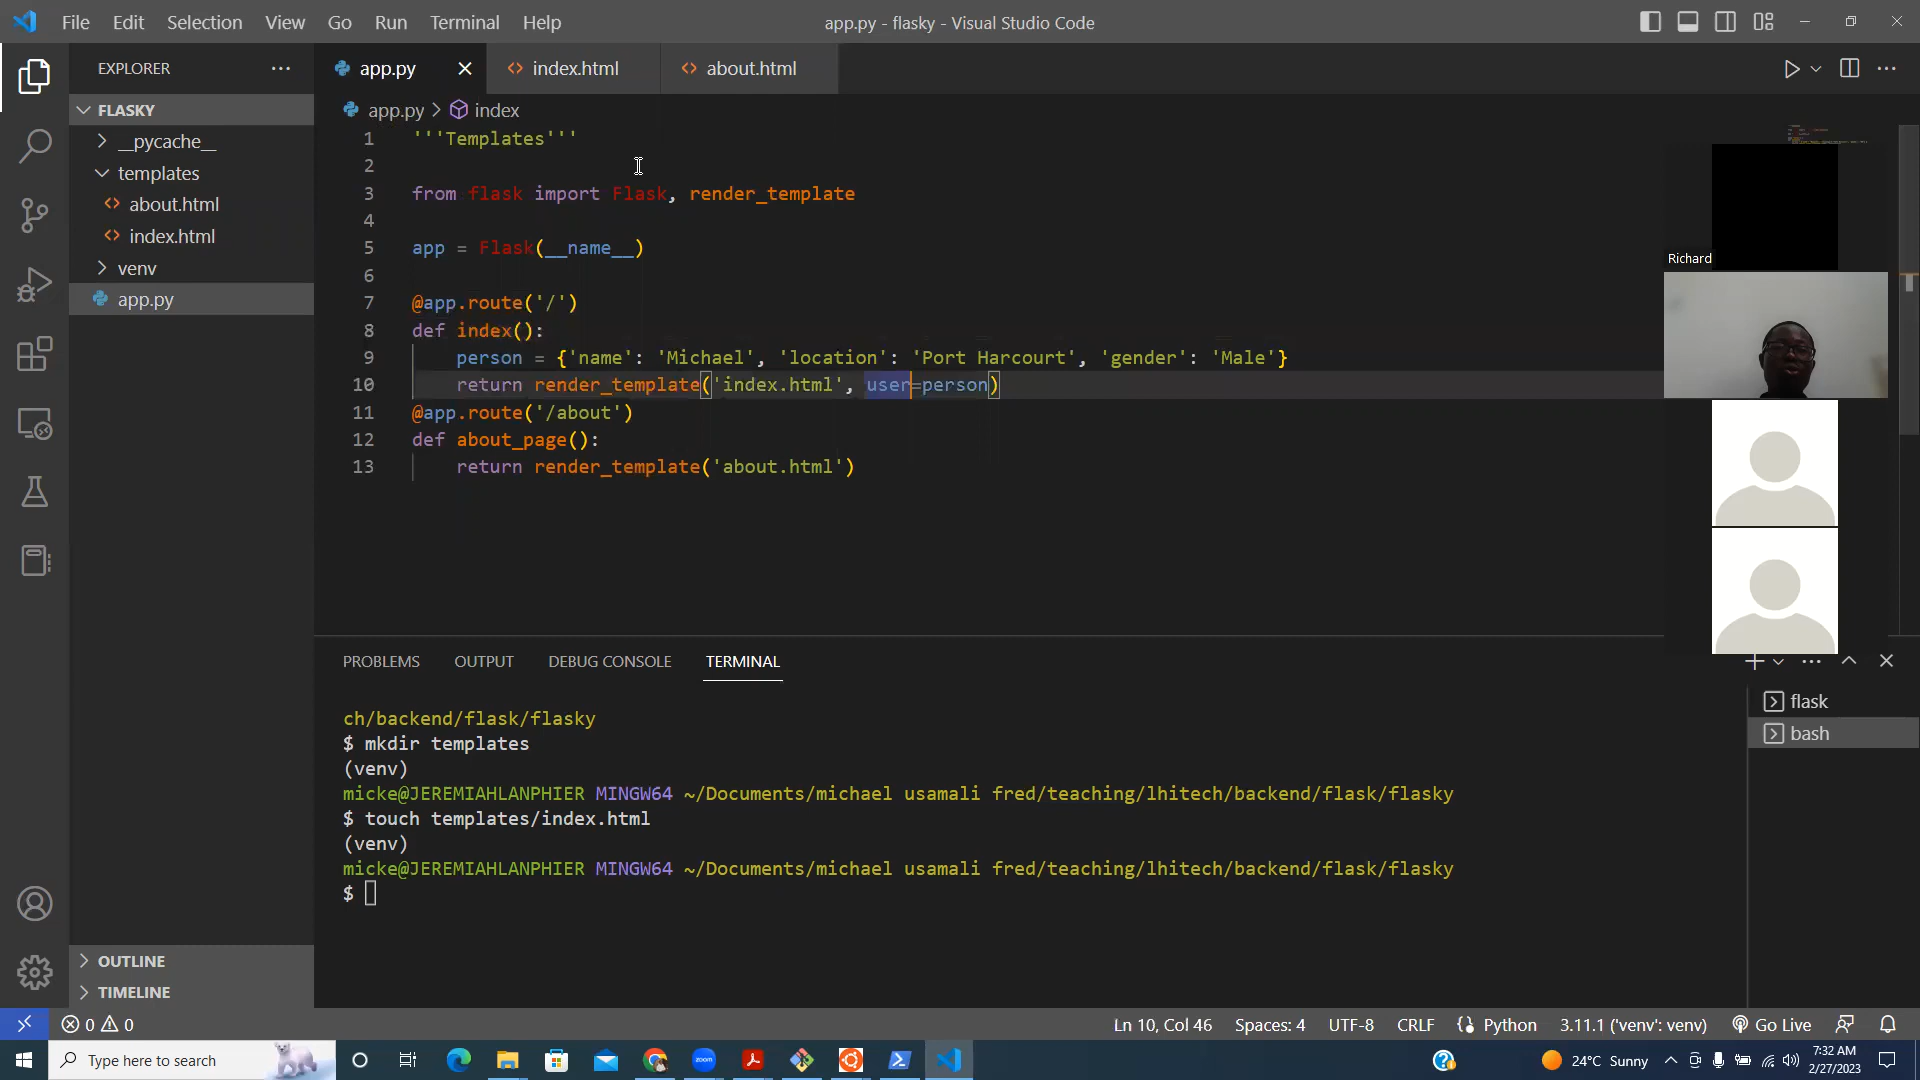 File Edit Selection View Go Run Terminal Help
app.py - flasky - Visual Studio Code
EXPLORER
FLASKY
__pycache__
templates
about.html
index.html
venv
app.py
OUTLINE
TIMELINE
app.py index.html about.html
app.py > index
1 '''Templates'''
2
3 from flask import Flask, render_template
4
5 app = Flask(__name__)
6
7 @app.route('/')
8 def index():
9 person = {'name': 'Michael', 'location': 'Port Harcourt', 'gender': 'Male'}
10 return render_template('index.html', user=person)
11 @app.route('/about')
12 def about_page():
13 return render_template('about.html')
Richard
PROBLEMS OUTPUT DEBUG CONSOLE TERMINAL
ch/backend/flask/flasky
$ mkdir templates
(venv)
micke@JEREMIAHLANPHIER MINGW64 ~/Documents/michael usamali fred/teaching/lhitech/backend/flask/flasky
$ touch templates/index.html
(venv)
micke@JEREMIAHLANPHIER MINGW64 ~/Documents/michael usamali fred/teaching/lhitech/backend/flask/flasky
$
flask
bash
0 0
Ln 10, Col 46 Spaces: 4 UTF-8 CRLF Python 3.11.1 ('venv': venv) Go Live
Type here to search
zoom
24°C Sunny
7:32 AM
2/27/2023